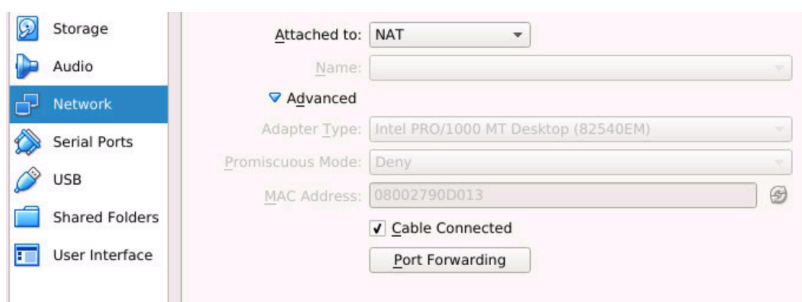 Storage
Audio
Network
Serial Ports
USB
Shared Folders
User Interface
Attached to: NAT
Name:
Advanced
Adapter Type: Intel PRO/1000 MT Desktop (82540EM)
Promiscuous Mode: Deny
MAC Address: 08002790D013
Cable Connected
Port Forwarding